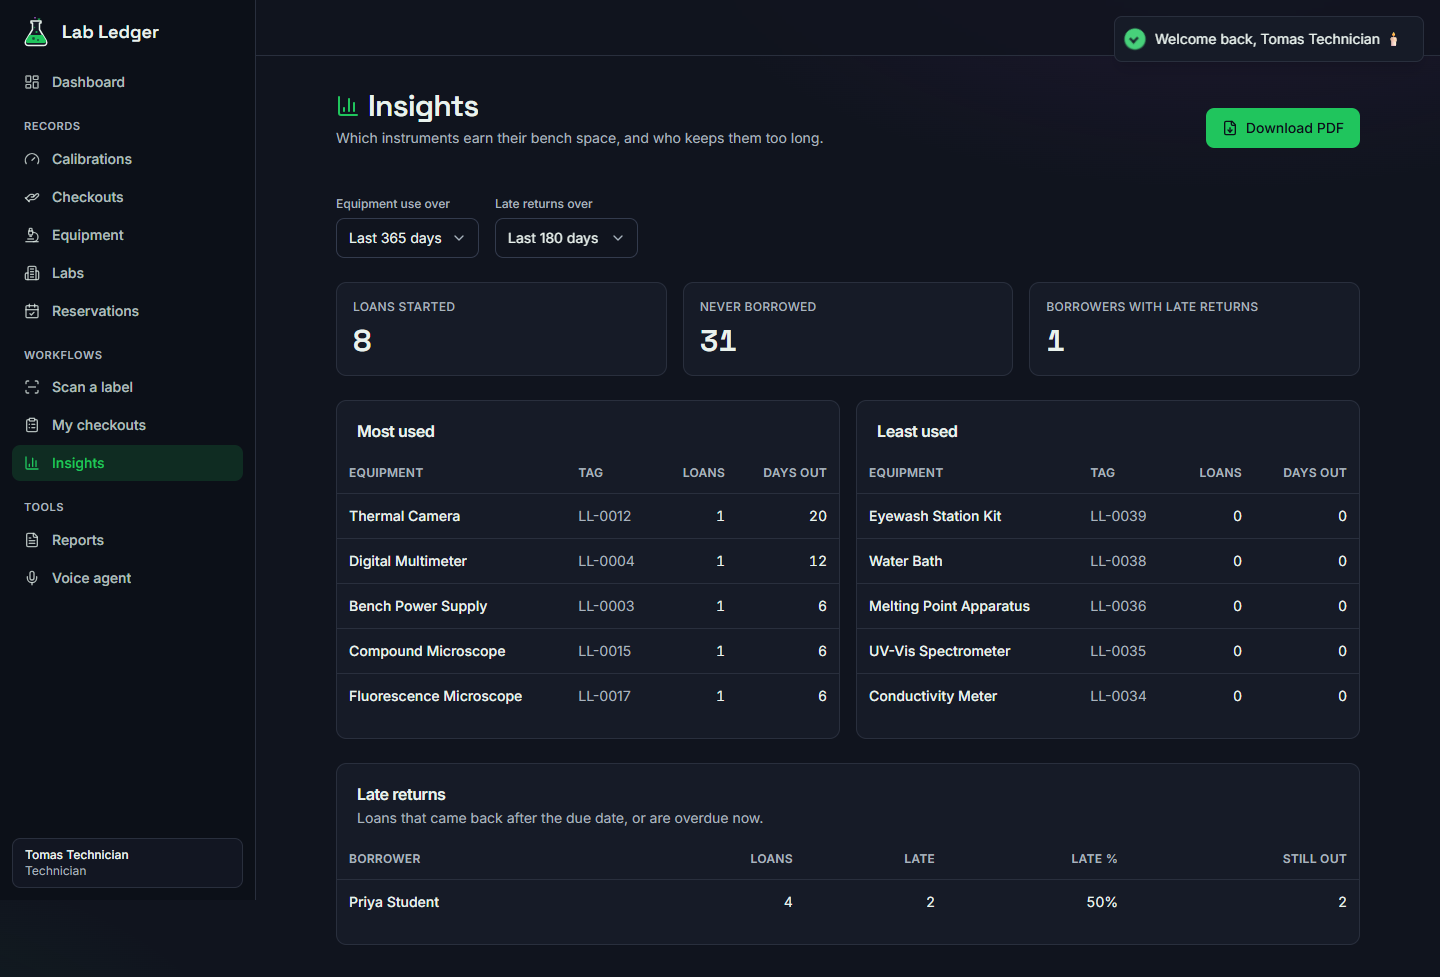 Lab Ledger
Welcome back, Tomas Technician
Dashboard
RECORDS
Calibrations
Checkouts
Equipment
Labs
Reservations
WORKFLOWS
Scan a label
My checkouts
Insights
TOOLS
Reports
Voice agent
Tomas Technician
Technician
Insights
Which instruments earn their bench space, and who keeps them too long.
Download PDF
Equipment use over Late returns over
Last 365 days Last 180 days
LOANS STARTED NEVER BORROWED BORROWERS WITH LATE RETURNS
8 31 1
Most used
EQUIPMENT TAG LOANS DAYS OUT
Thermal Camera LL-0012 1 20
Digital Multimeter LL-0004 1 12
Bench Power Supply LL-0003 1 6
Compound Microscope LL-0015 1 6
Fluorescence Microscope LL-0017 1 6
Least used
EQUIPMENT TAG LOANS DAYS OUT
Eyewash Station Kit LL-0039 0 0
Water Bath LL-0038 0 0
Melting Point Apparatus LL-0036 0 0
UV-Vis Spectrometer LL-0035 0 0
Conductivity Meter LL-0034 0 0
Late returns
Loans that came back after the due date, or are overdue now.
BORROWER LOANS LATE LATE % STILL OUT
Priya Student 4 2 50% 2